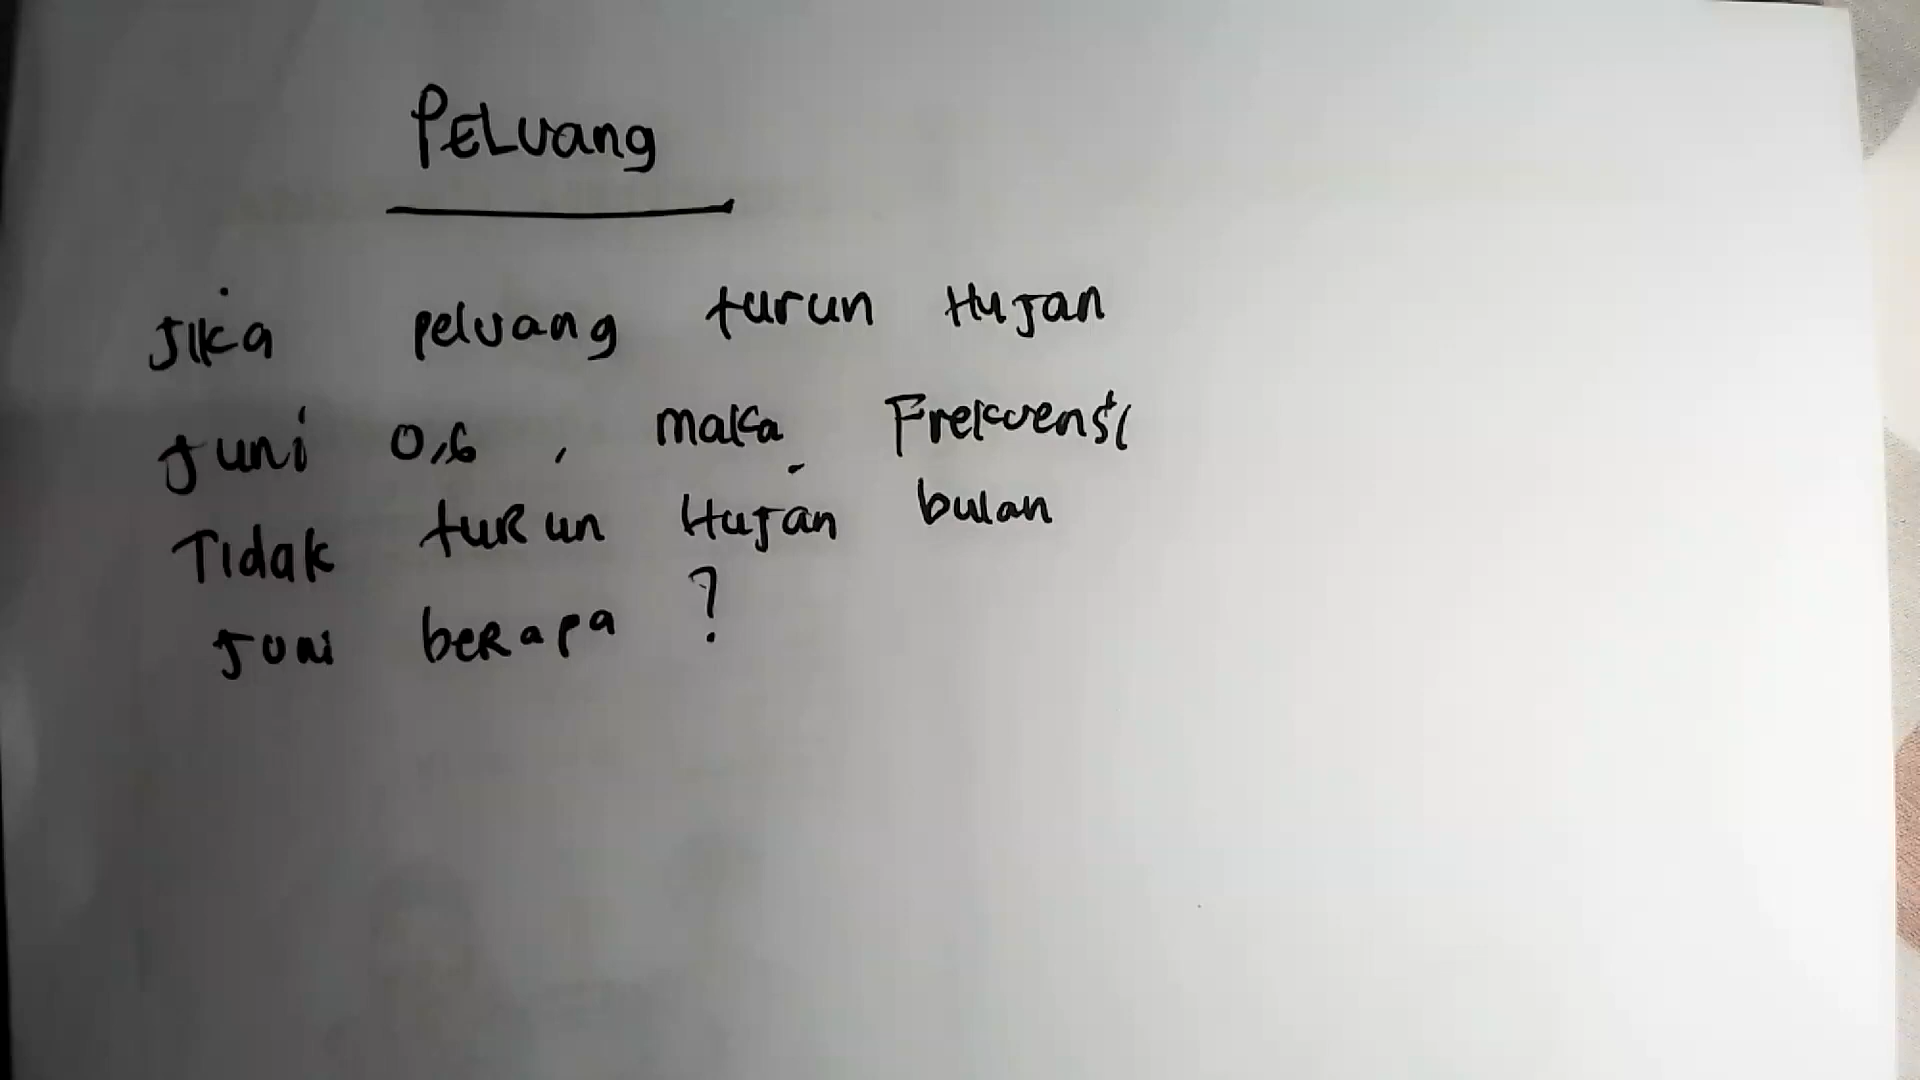 PELuang
Jika peluang turun Hujan
Juni 0,6 , maka Frekuensi
Tidak tuRun Hujan bulan
Juni beRapa ?